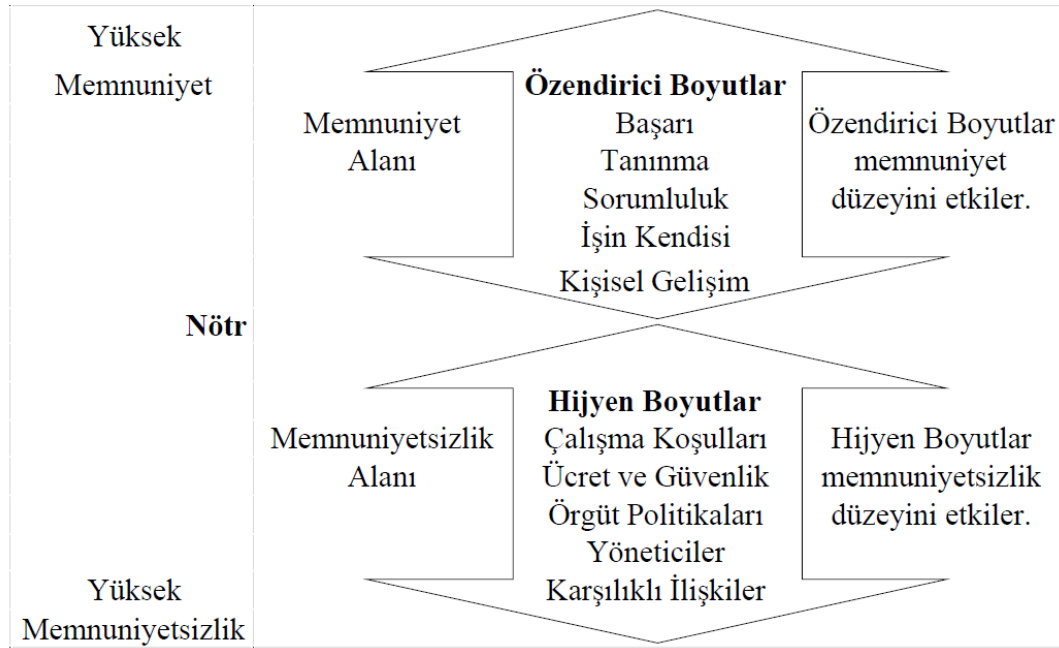 Yüksek
Memnuniyet
Memnuniyet
Alanı
Özendirici Boyutlar
Başarı
Tanınma
Sorumluluk
İşin Kendisi
Kişisel Gelişim
Özendirici Boyutlar
memnuniyet
düzeyini etkiler.
Nötr
Memnuniyetsizlik
Alanı
Hijyen Boyutlar
Çalışma Koşulları
Ücret ve Güvenlik
Örgüt Politikaları
Yöneticiler
Karşılıklı İlişkiler
Hijyen Boyutlar
memnuniyetsizlik
düzeyini etkiler.
Yüksek
Memnuniyetsizlik